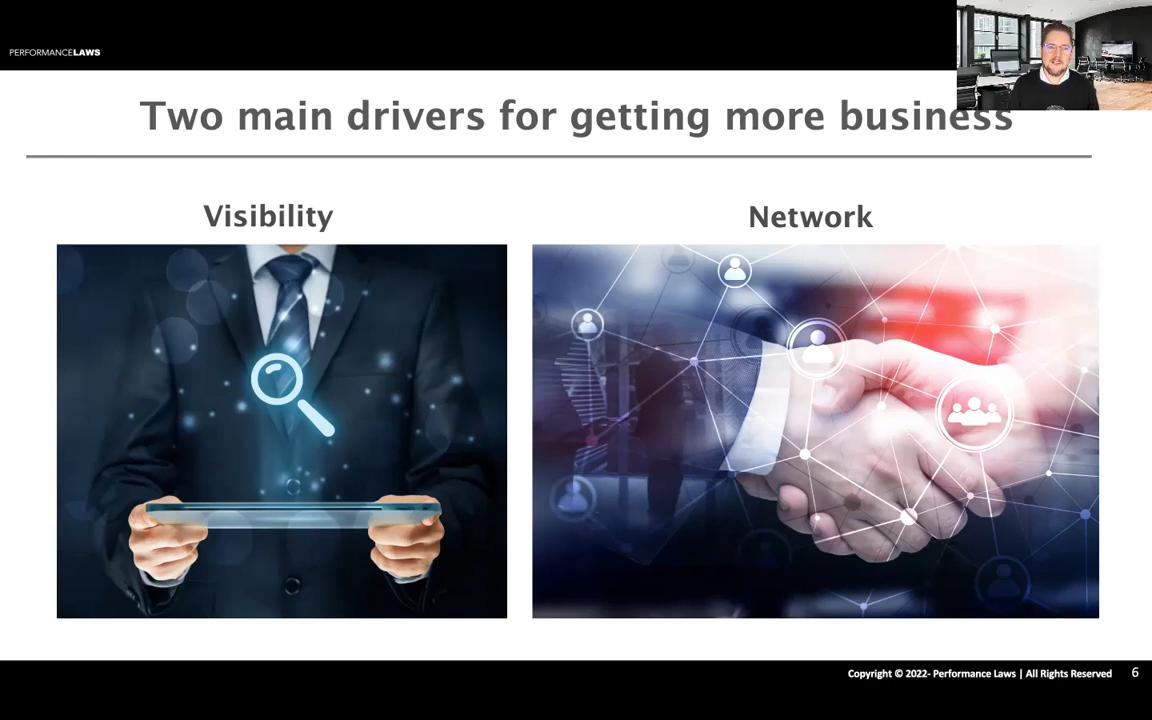 PERFORMANCELAWS
Two main drivers for getting more business
Visibility
Network
Copyright © 2022- Performance Laws | All Rights Reserved
6